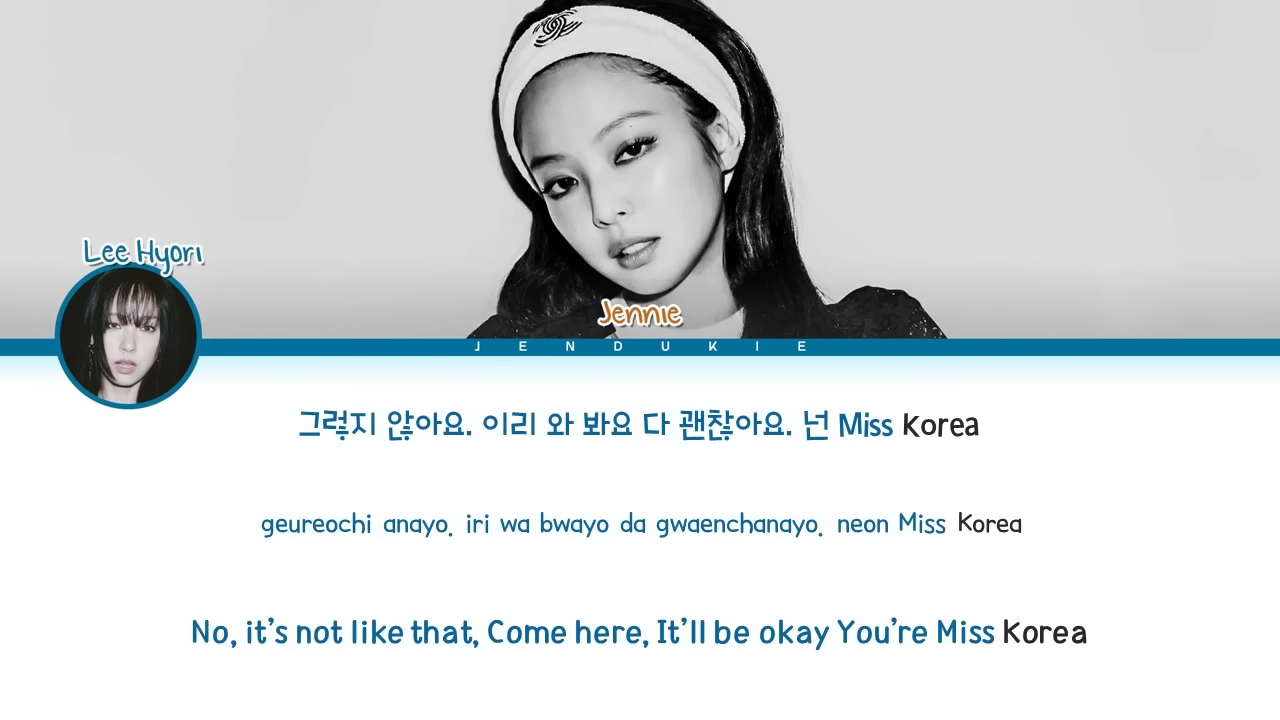 Lee Hyori
Jennie
JENDUKIE
그렇지 않아요. 이리 와 봐요 다 괜찮아요. 넌 Miss Korea
geureochi anayo. iri wa bwayo da gwaenchanayo. neon Miss Korea
No, it's not like that, Come here, It'll be okay You're Miss Korea